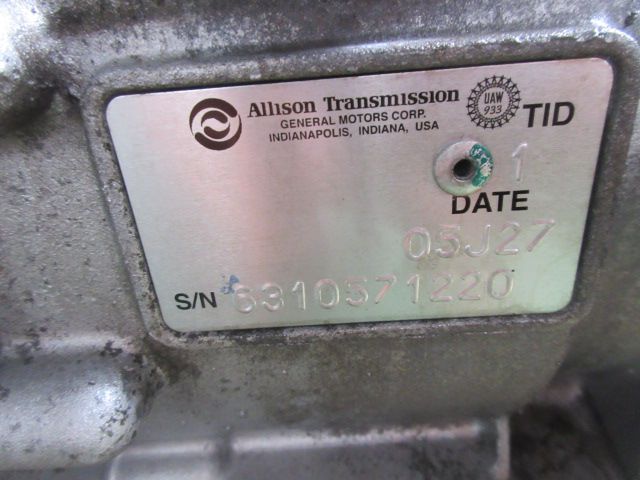 Allison Transmission
GENERAL MOTORS CORP.
INDIANAPOLIS, INDIANA, USA
UAW
933
TID
1
DATE
05J27
S/N 6310571220